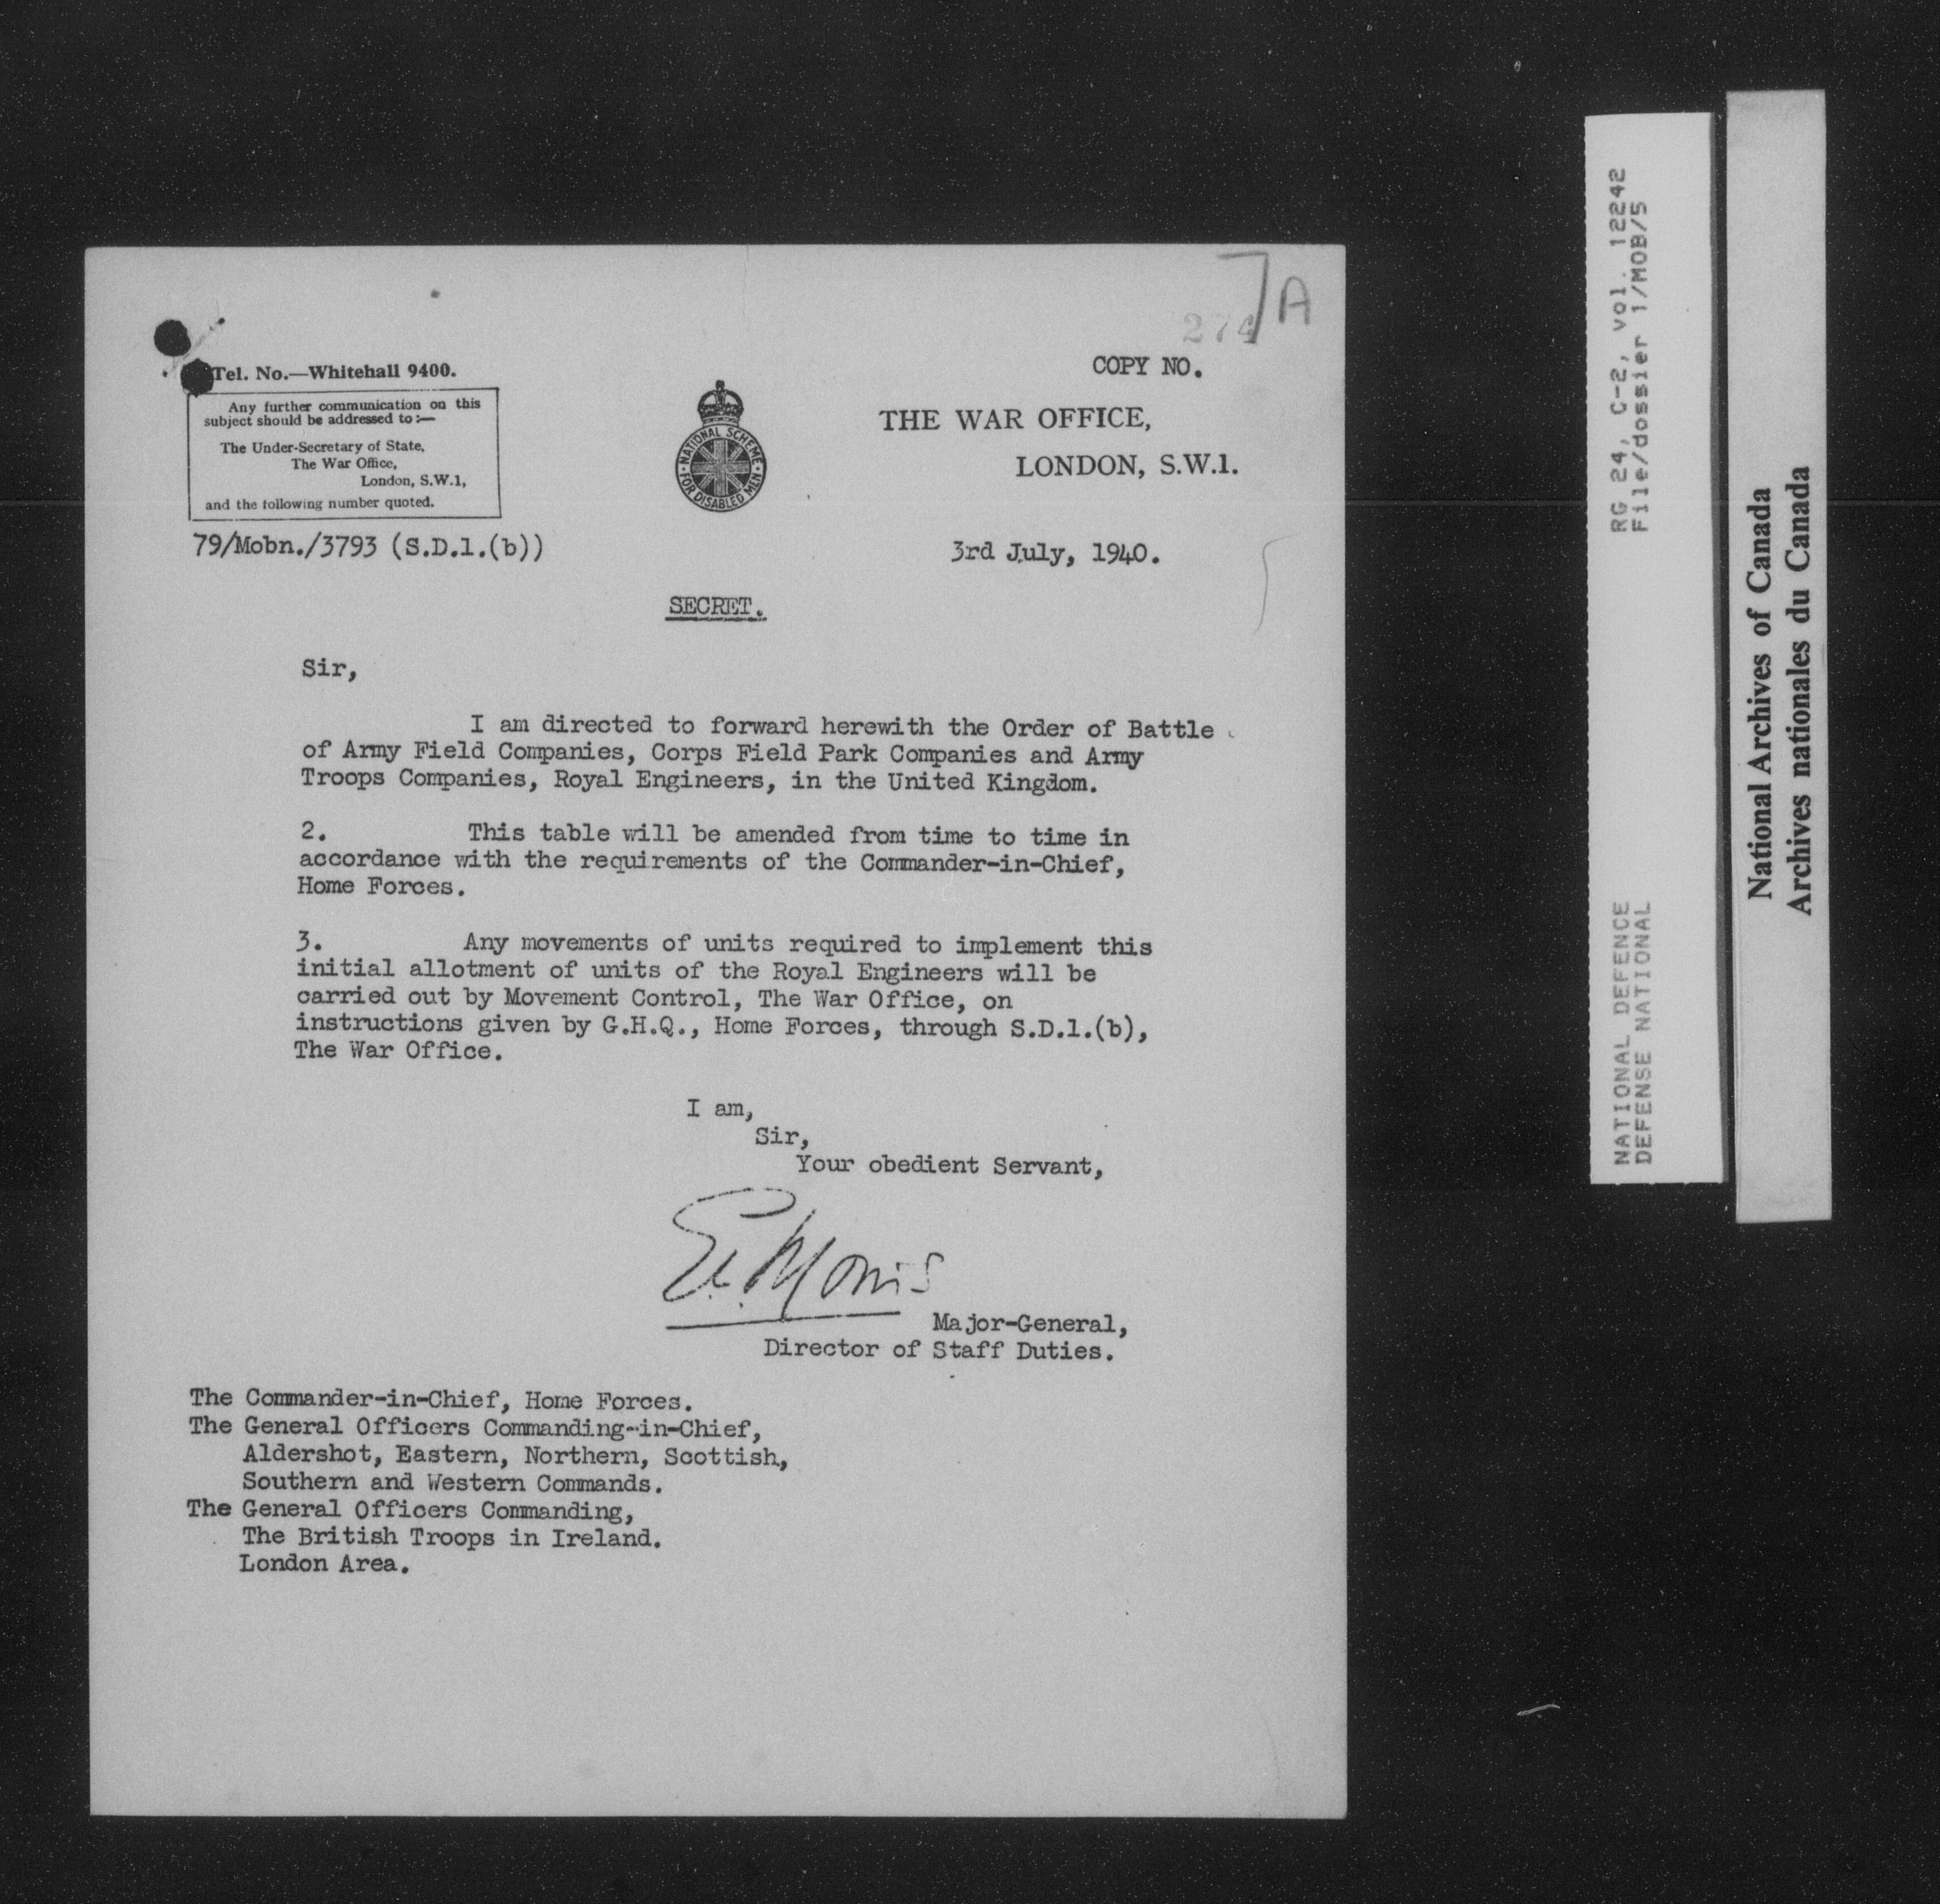 7A
COPY NO.
Tel. No.—Whitehall 9400.
Any further communication on this
subject should be addressed to:—
The Under-Secretary of State,
The War Office,
London, S.W.1,
and the following number quoted.
NATIONAL SCHEME
FOR DISABLED MEN
THE WAR OFFICE,
LONDON, S.W.1.
79/Mobn./3793 (S.D.1.(b))
3rd July, 1940.
SECRET.
Sir,
I am directed to forward herewith the Order of Battle
of Army Field Companies, Corps Field Park Companies and Army
Troops Companies, Royal Engineers, in the United Kingdom.
2. This table will be amended from time to time in
accordance with the requirements of the Commander-in-Chief,
Home Forces.
3. Any movements of units required to implement this
initial allotment of units of the Royal Engineers will be
carried out by Movement Control, The War Office, on
instructions given by G.H.Q., Home Forces, through S.D.1.(b),
The War Office.
I am,
Sir,
Your obedient Servant,
Morris
Major-General,
Director of Staff Duties.
The Commander-in-Chief, Home Forces.
The General Officers Commanding-in-Chief,
Aldershot, Eastern, Northern, Scottish,
Southern and Western Commands.
The General Officers Commanding,
The British Troops in Ireland.
London Area.
RG 24, C-2, vol. 12242
File/dossier 1/MOB/5
NATIONAL DEFENCE
DEFENSE NATIONAL
National Archives of Canada
Archives nationales du Canada